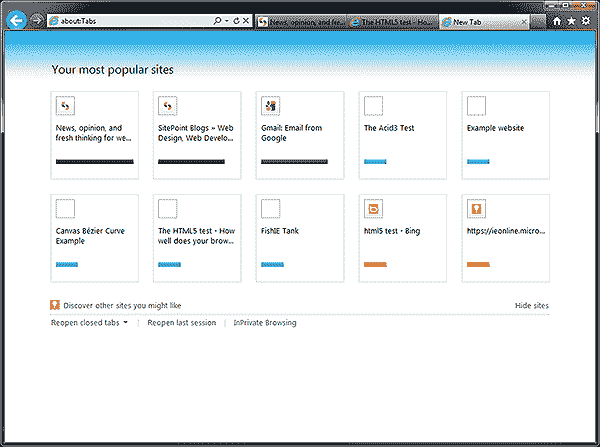 about:Tabs
News, opinion, and fre...
The HTML5 test - Ho...
New Tab
Your most popular sites
News, opinion, and
fresh thinking for we...
SitePoint Blogs » Web
Design, Web Develo...
Gmail: Email from
Google
The Acid3 Test
Example website
Canvas Bézier Curve
Example
The HTML5 test - How
well does your brow...
FishIE Tank
html5 test - Bing
https://ieonline.micro...
Discover other sites you might like
Hide sites
Reopen closed tabs
Reopen last session
InPrivate Browsing